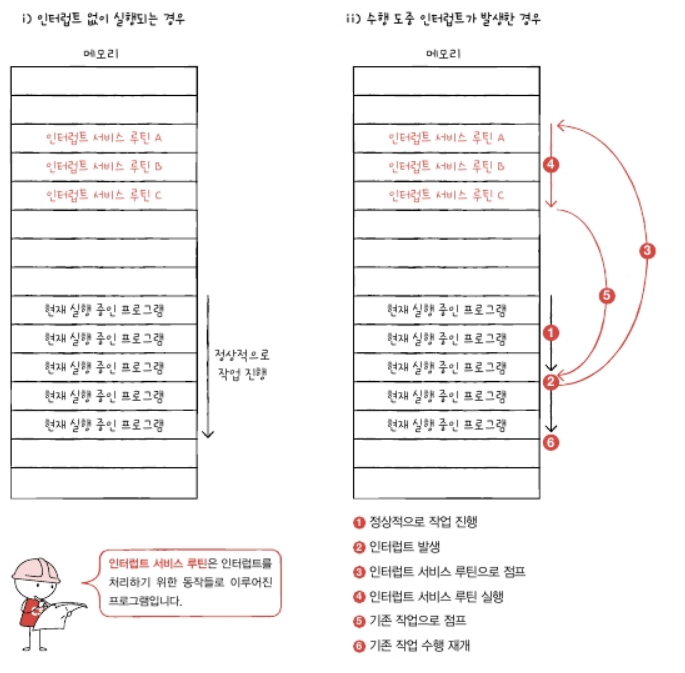 i) 인터럽트 없이 실행되는 경우
메모리
인터럽트 서비스 루틴 A
인터럽트 서비스 루틴 B
인터럽트 서비스 루틴 C
현재 실행 중인 프로그램
현재 실행 중인 프로그램
현재 실행 중인 프로그램
현재 실행 중인 프로그램
현재 실행 중인 프로그램
정상적으로
작업 진행
인터럽트 서비스 루틴은 인터럽트를
처리하기 위한 동작들로 이루어진
프로그램입니다.
ii) 수행 도중 인터럽트가 발생한 경우
메모리
인터럽트 서비스 루틴 A
인터럽트 서비스 루틴 B
인터럽트 서비스 루틴 C
현재 실행 중인 프로그램
현재 실행 중인 프로그램
현재 실행 중인 프로그램
현재 실행 중인 프로그램
현재 실행 중인 프로그램
4
3
5
1
2
6
1 정상적으로 작업 진행
2 인터럽트 발생
3 인터럽트 서비스 루틴으로 점프
4 인터럽트 서비스 루틴 실행
5 기존 작업으로 점프
6 기존 작업 수행 재개